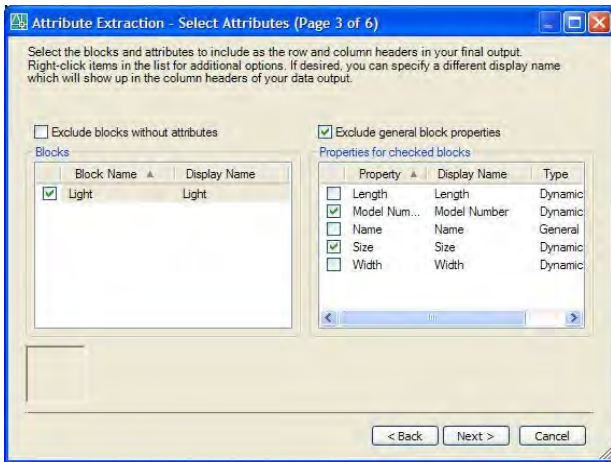 Attribute Extraction - Select Attributes (Page 3 of 6)
Select the blocks and attributes to include as the row and column headers in your final output.
Right-click items in the list for additional options. If desired, you can specify a different display name
which will show up in the column headers of your data output.
Exclude blocks without attributes
Exclude general block properties
Blocks
Properties for checked blocks
Block Name Display Name
Property Display Name Type
Light Light
Length Length Dynamic
Model Num... Model Number Dynamic
Name Name General
Size Size Dynamic
Width Width Dynamic
< Back Next > Cancel